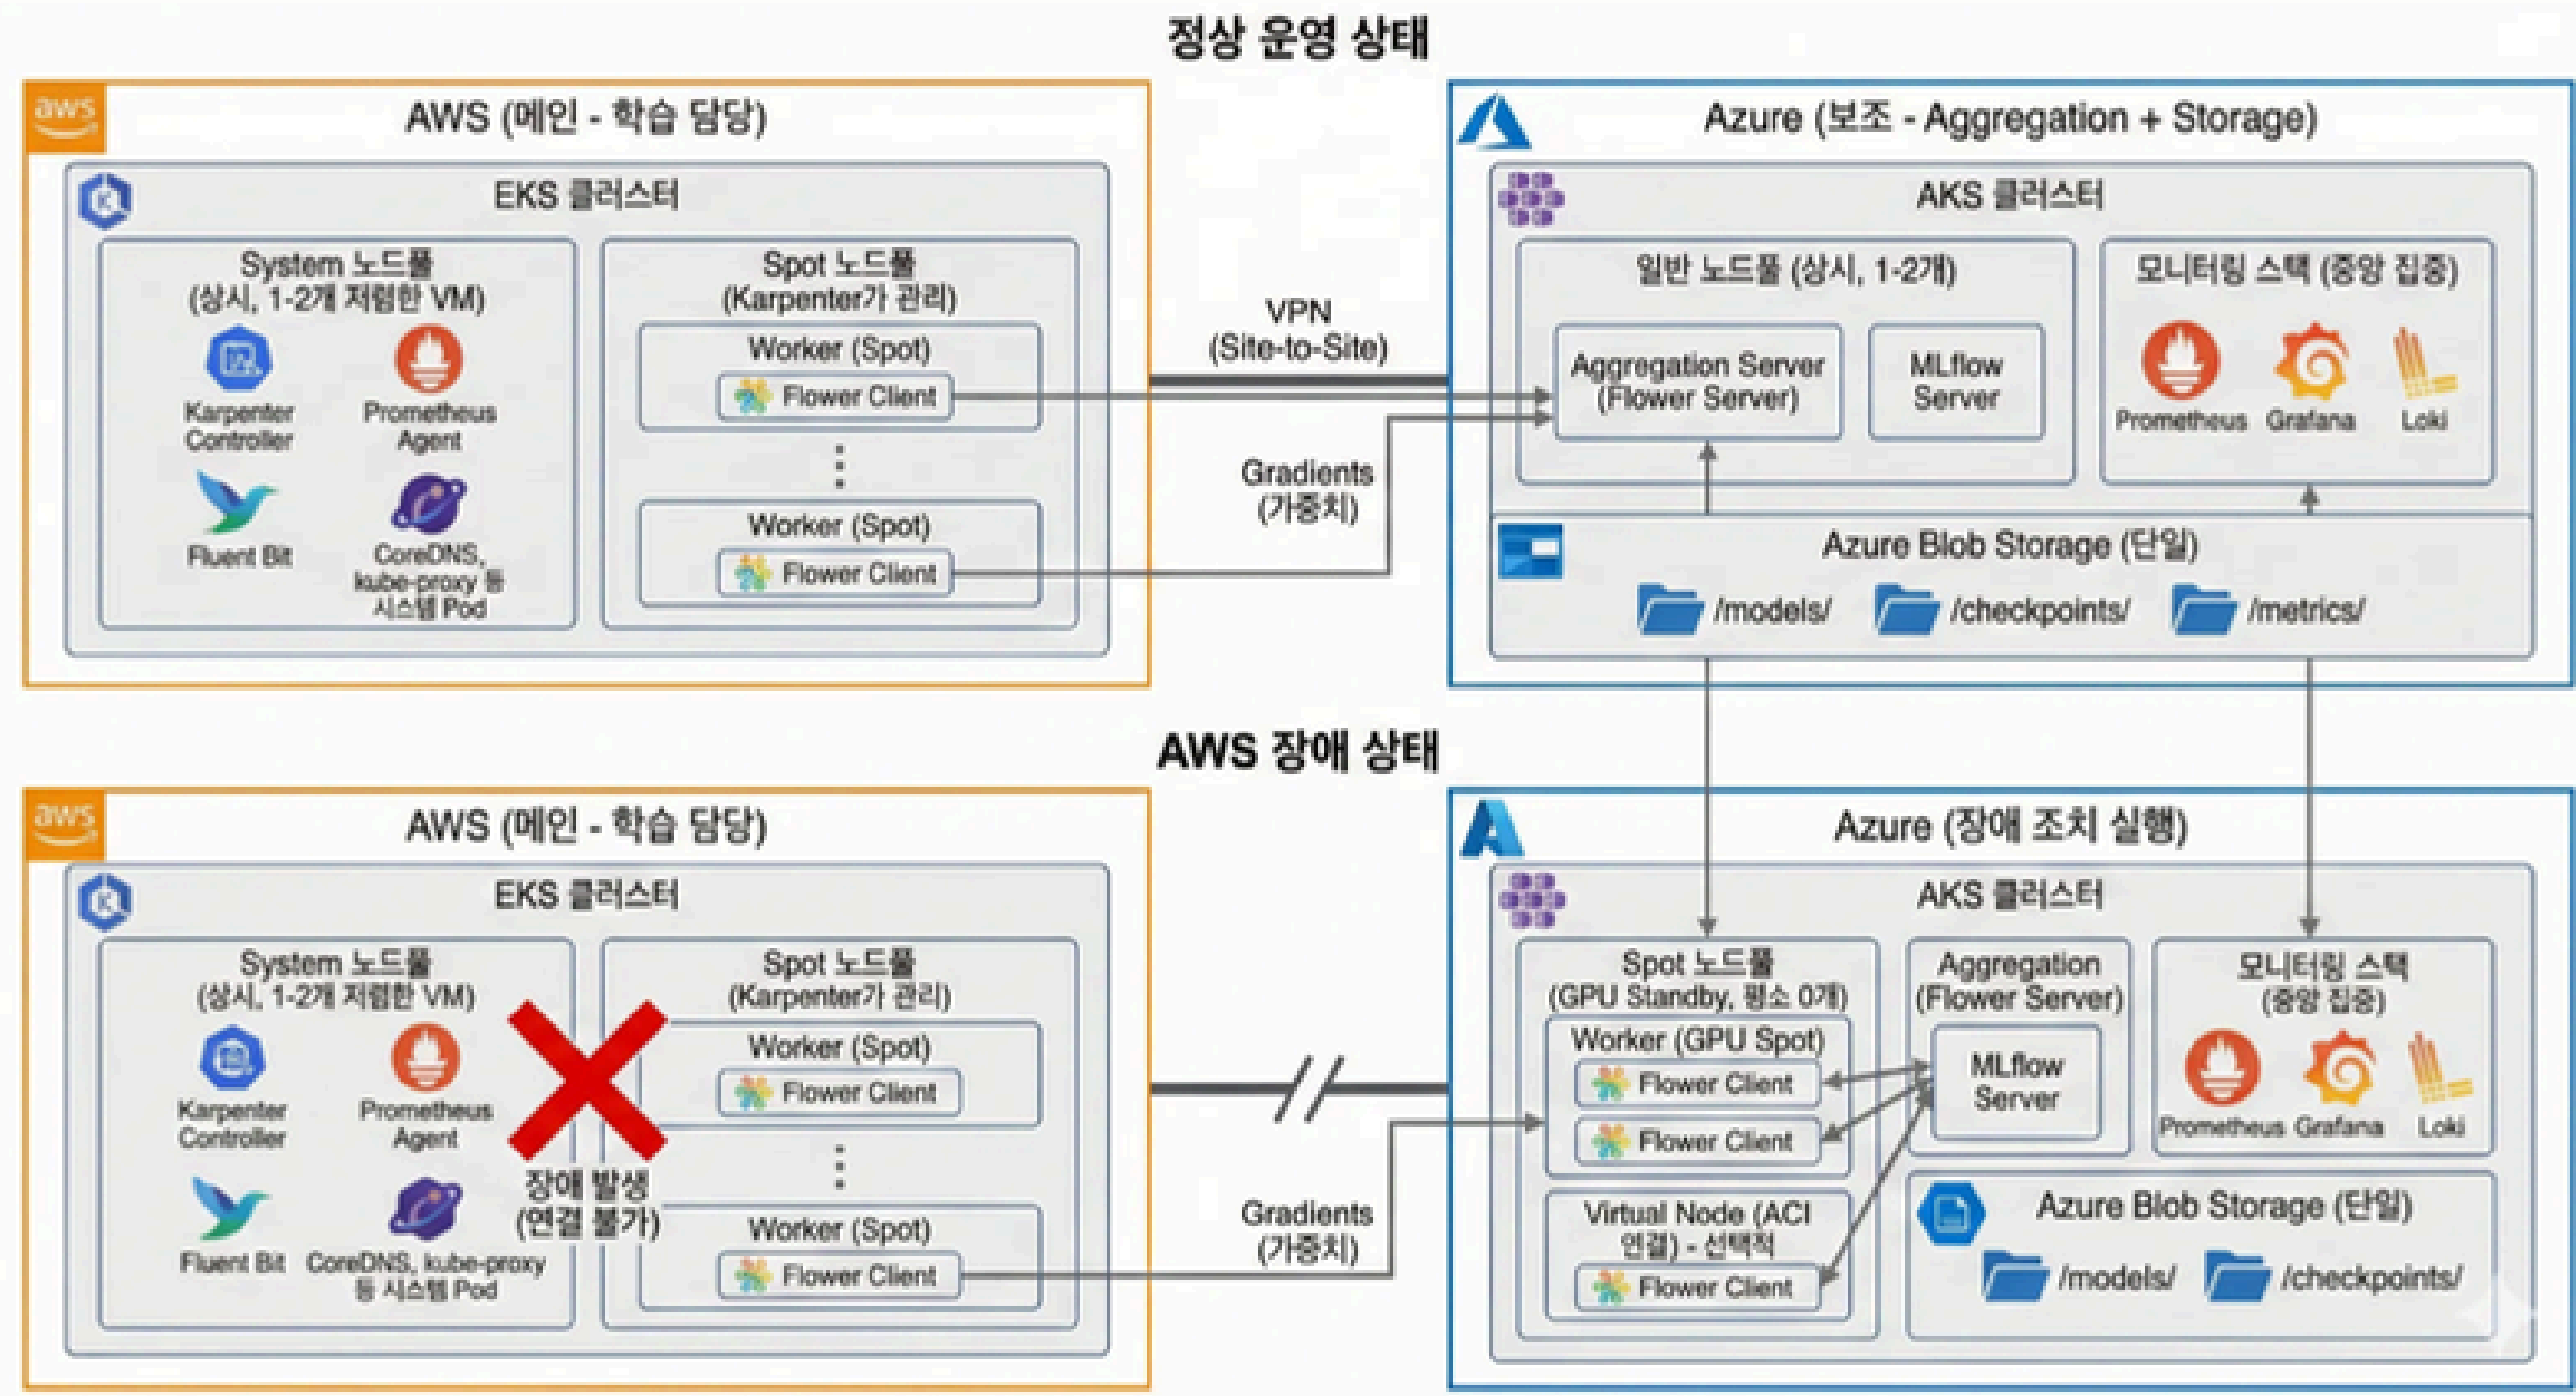 정상 운영 상태
aws
AWS (메인 - 학습 담당)
EKS 클러스터
System 노드풀
(상시, 1-2개 저렴한 VM)
Karpenter
Controller
Prometheus
Agent
Fluent Bit
CoreDNS,
kube-proxy 등
시스템 Pod
Spot 노드풀
(Karpenter가 관리)
Worker (Spot)
Flower Client
Worker (Spot)
Flower Client
VPN
(Site-to-Site)
Gradients
(가중치)
Azure (보조 - Aggregation + Storage)
AKS 클러스터
일반 노드풀 (상시, 1-2개)
Aggregation Server
(Flower Server)
MLflow
Server
모니터링 스택 (중앙 집중)
Prometheus
Grafana
Loki
Azure Blob Storage (단일)
/models/
/checkpoints/
/metrics/
AWS 장애 상태
aws
AWS (메인 - 학습 담당)
EKS 클러스터
System 노드풀
(상시, 1-2개 저렴한 VM)
Karpenter
Controller
Prometheus
Agent
Fluent Bit
CoreDNS, kube-proxy
등 시스템 Pod
장애 발생
(연결 불가)
Spot 노드풀
(Karpenter가 관리)
Worker (Spot)
Flower Client
Worker (Spot)
Flower Client
Gradients
(가중치)
Azure (장애 조치 실행)
AKS 클러스터
Spot 노드풀
(GPU Standby, 평소 0개)
Worker (GPU Spot)
Flower Client
Flower Client
Virtual Node (ACI
연결) - 선택적
Flower Client
Aggregation
(Flower Server)
MLflow
Server
모니터링 스택
(중앙 집중)
Prometheus
Grafana
Loki
Azure Blob Storage (단일)
/models/
/checkpoints/